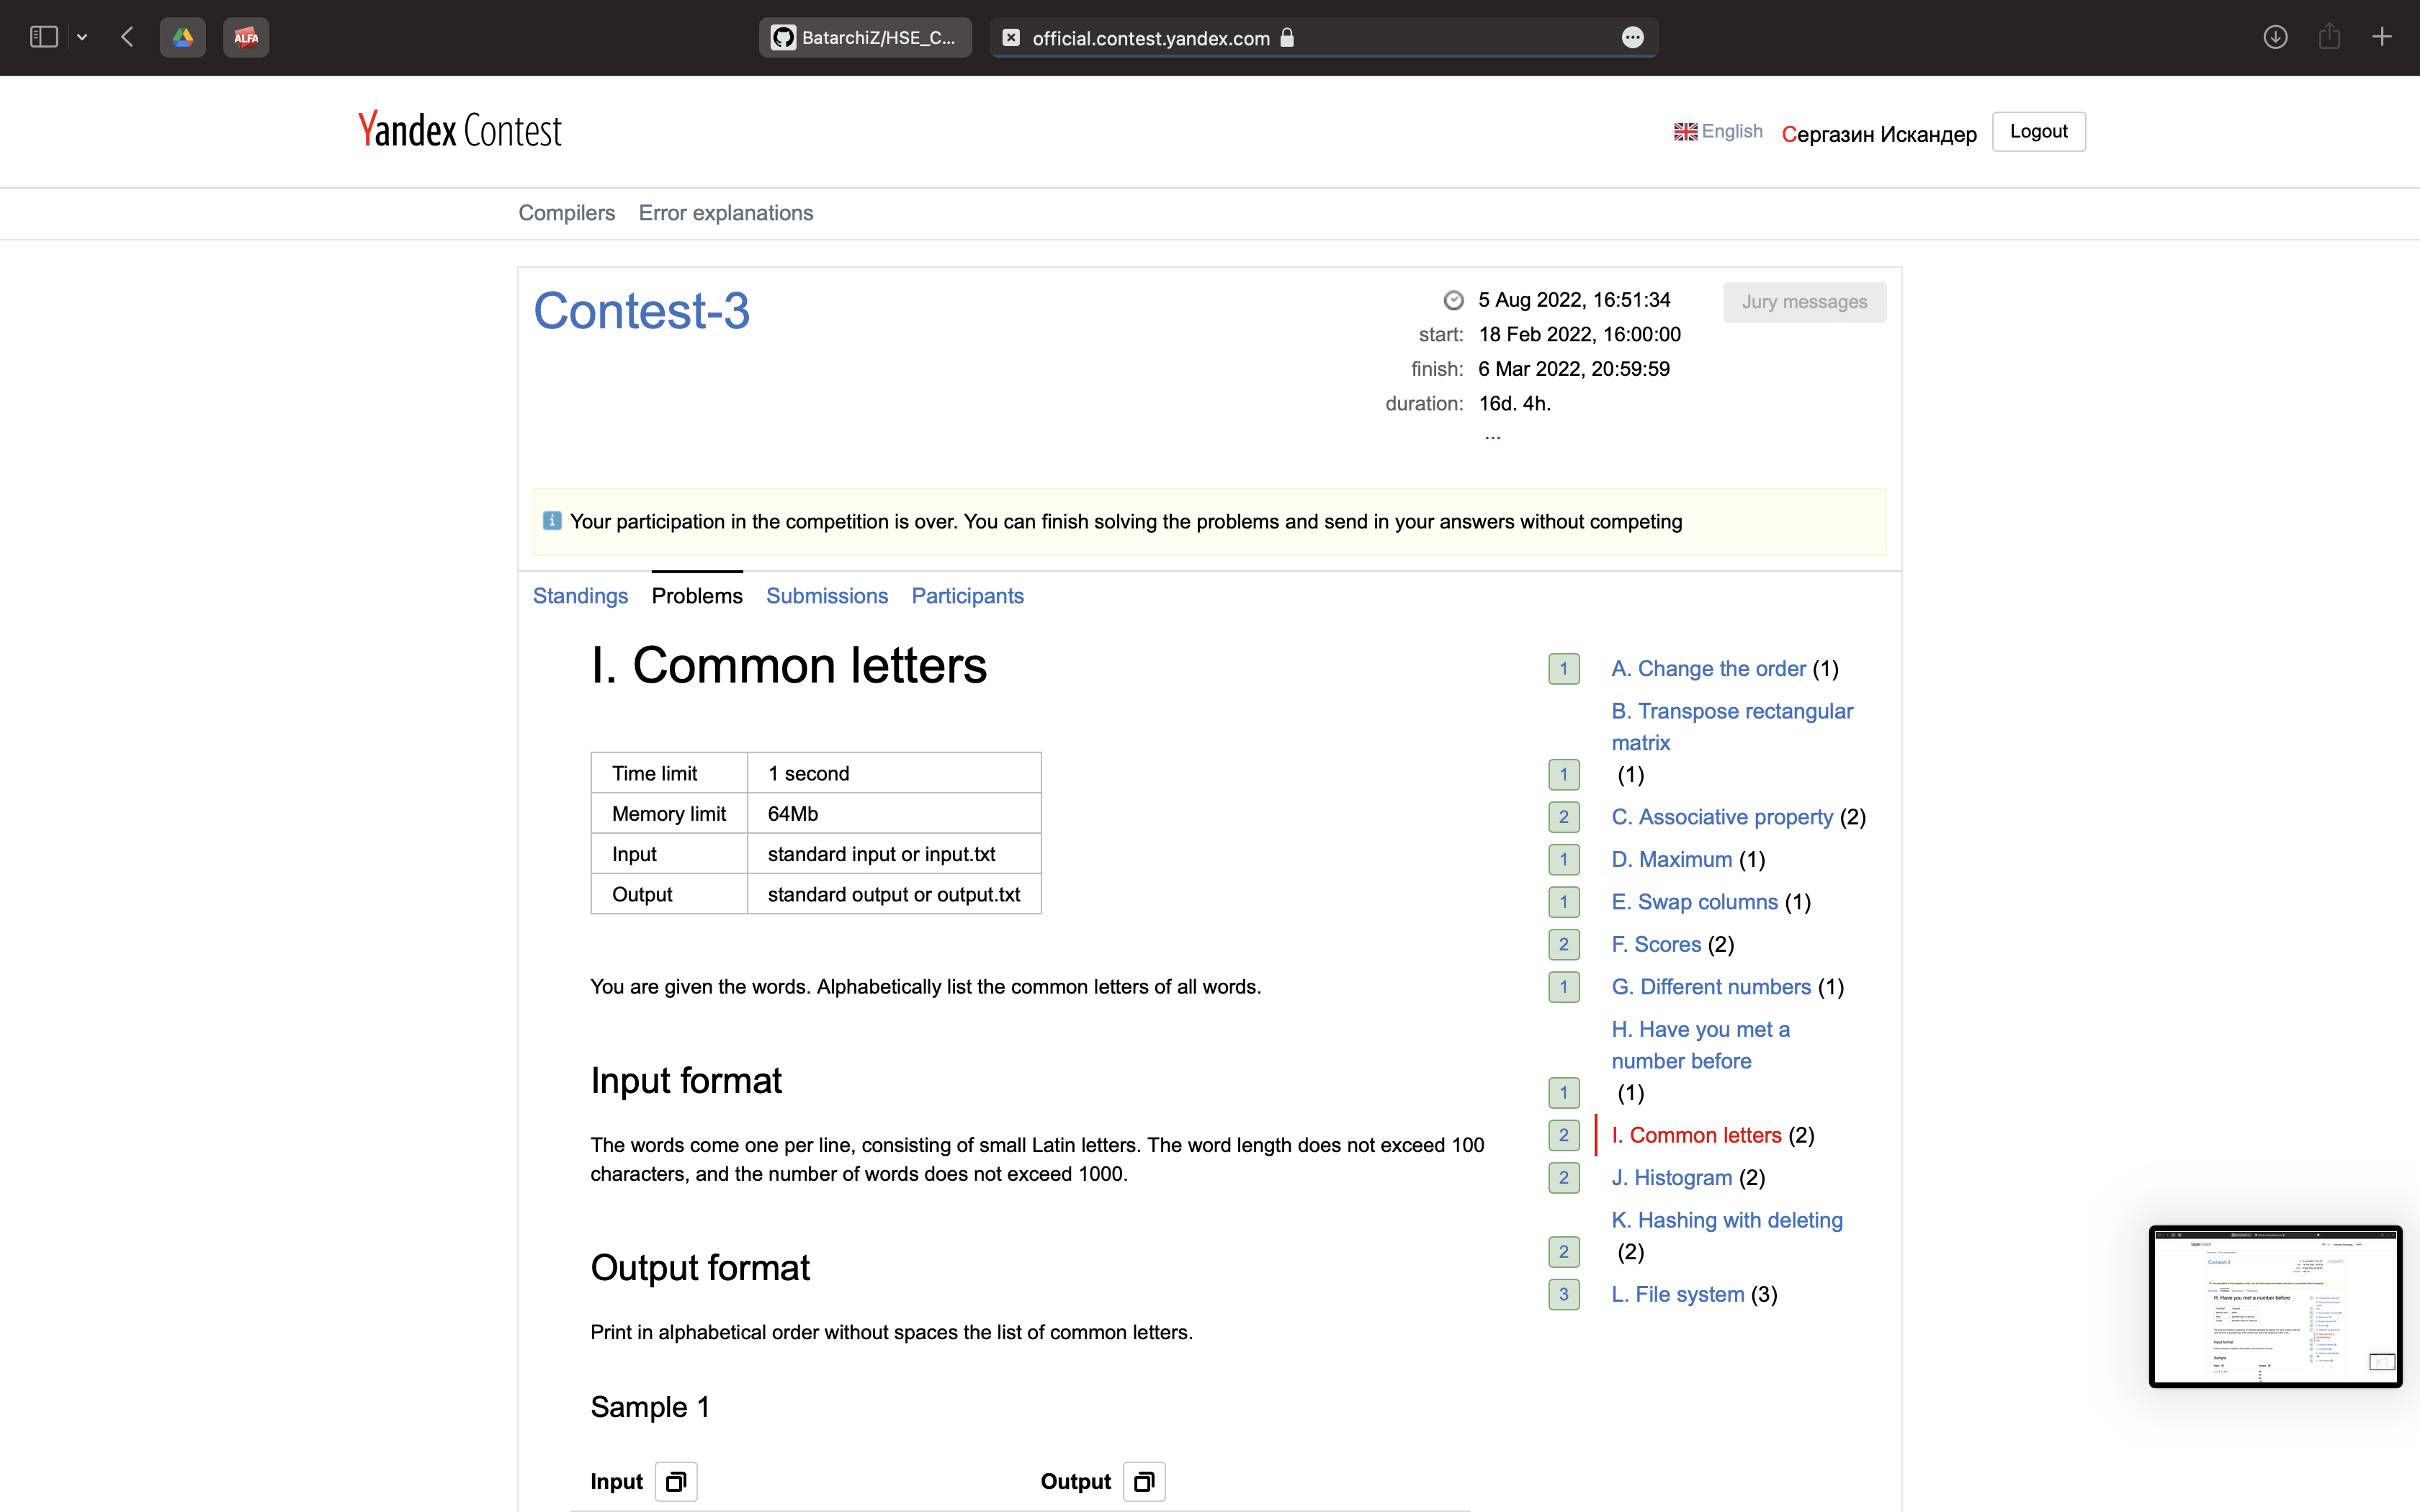 BatarchiZ/HSE_C...
official.contest.yandex.com
ALFA
Yandex Contest
English
Сергазин Искандер
Logout
Compilers
Error explanations
Contest-3
5 Aug 2022, 16:51:34
Jury messages
start: 18 Feb 2022, 16:00:00
finish: 6 Mar 2022, 20:59:59
duration: 16d. 4h.
...
Your participation in the competition is over. You can finish solving the problems and send in your answers without competing
Standings
Problems
Submissions
Participants
I. Common letters
Time limit 1 second
Memory limit 64Mb
Input standard input or input.txt
Output standard output or output.txt
You are given the words. Alphabetically list the common letters of all words.
Input format
The words come one per line, consisting of small Latin letters. The word length does not exceed 100
characters, and the number of words does not exceed 1000.
Output format
Print in alphabetical order without spaces the list of common letters.
Sample 1
Input
Output
1 A. Change the order (1)
B. Transpose rectangular
matrix
1 (1)
2 C. Associative property (2)
1 D. Maximum (1)
1 E. Swap columns (1)
2 F. Scores (2)
1 G. Different numbers (1)
H. Have you met a
number before
1 (1)
2 I. Common letters (2)
2 J. Histogram (2)
K. Hashing with deleting
2 (2)
3 L. File system (3)
Contest-3
H. Have you met a number before